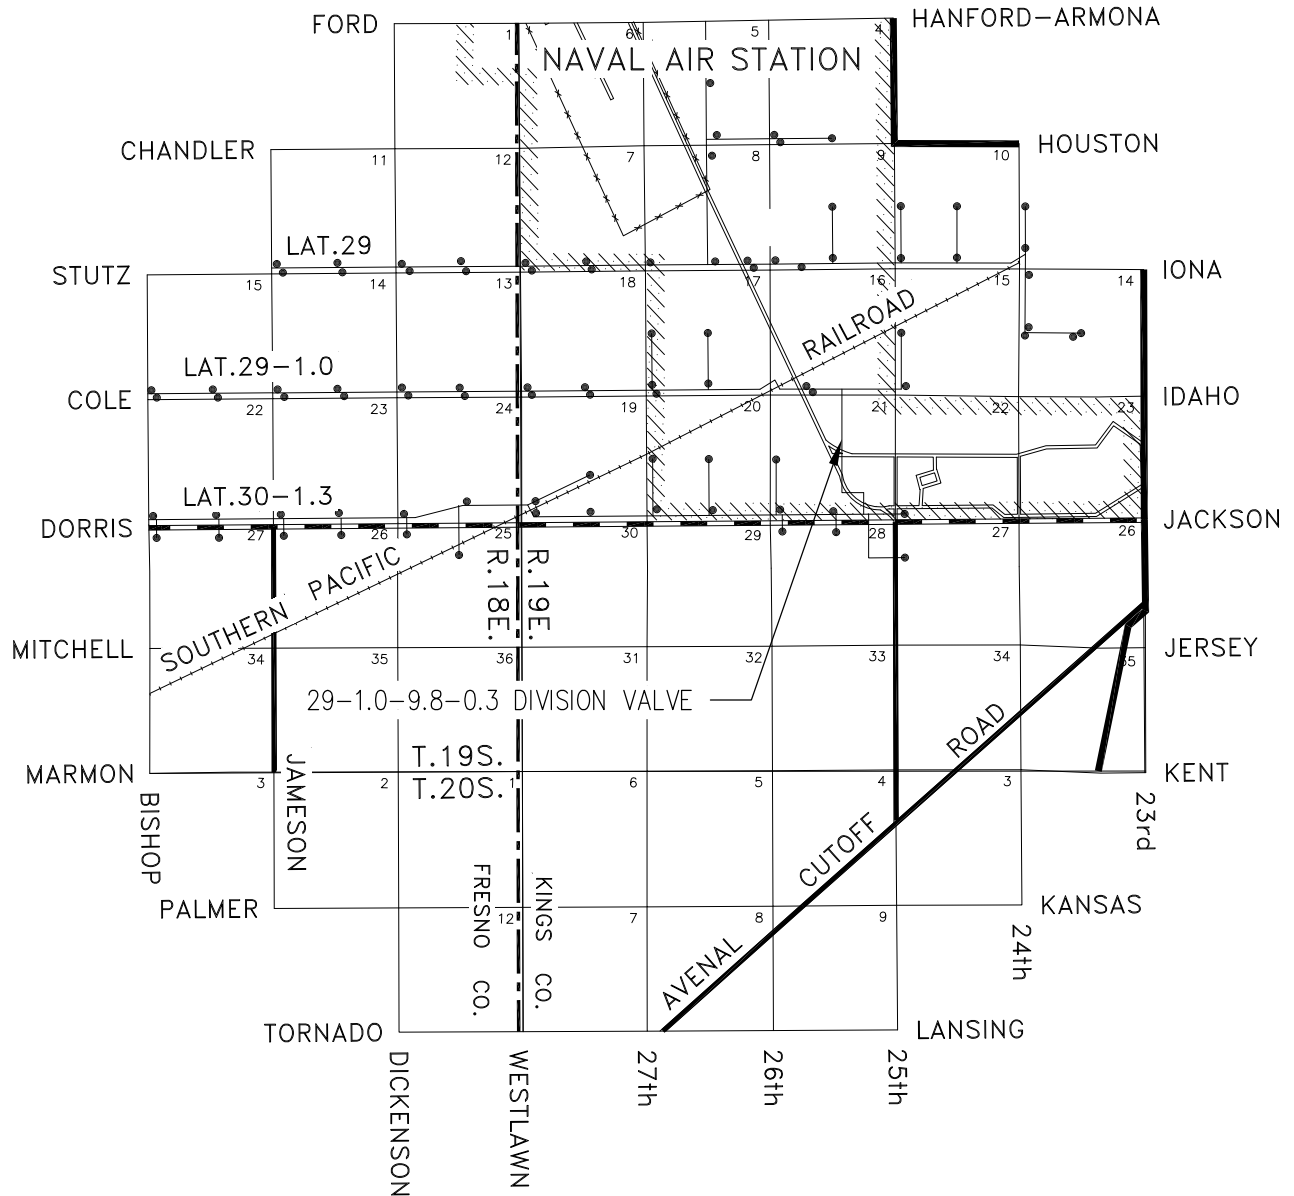 FORD
HANFORD-ARMONA
1
6
5
4
NAVAL AIR STATION
CHANDLER
HOUSTON
11
12
7
8
9
10
LAT.29
STUTZ
IONA
15
14
13
18
17
16
15
14
RAILROAD
LAT.29-1.0
COLE
IDAHO
22
23
24
19
20
21
22
23
LAT.30-1.3
DORRIS
JACKSON
27
26
25
30
29
28
27
26
R.18E.
R.19E.
SOUTHERN PACIFIC
MITCHELL
JERSEY
34
35
36
31
32
33
34
35
29-1.0-9.8-0.3 DIVISION VALVE
ROAD
T.19S.
MARMON
KENT
3
2
1
6
5
4
3
T.20S.
BISHOP
JAMESON
23rd
CUTOFF
FRESNO CO.
KINGS CO.
PALMER
KANSAS
12
7
8
9
24th
AVENAL
TORNADO
LANSING
DICKENSON
WESTLAWN
27th
26th
25th